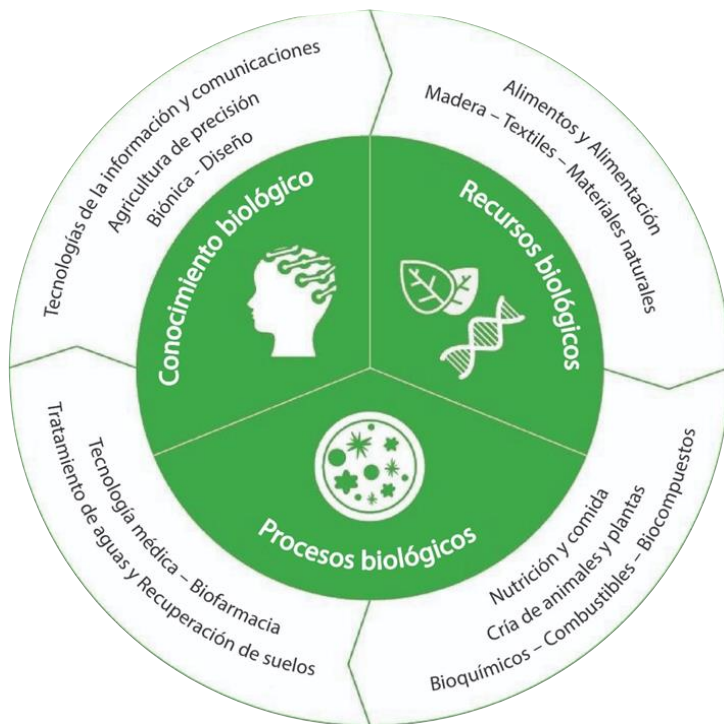 Tecnologías de la información y comunicaciones
Agricultura de precisión
Biónica - Diseño
Alimentos y Alimentación
Madera – Textiles – Materiales naturales
Conocimiento biológico
Recursos biológicos
Procesos biológicos
Tecnología médica – Biofarmacia
Tratamiento de aguas y Recuperación de suelos
Nutrición y comida
Cría de animales y plantas
Bioquímicos – Combustibles – Biocompuestos